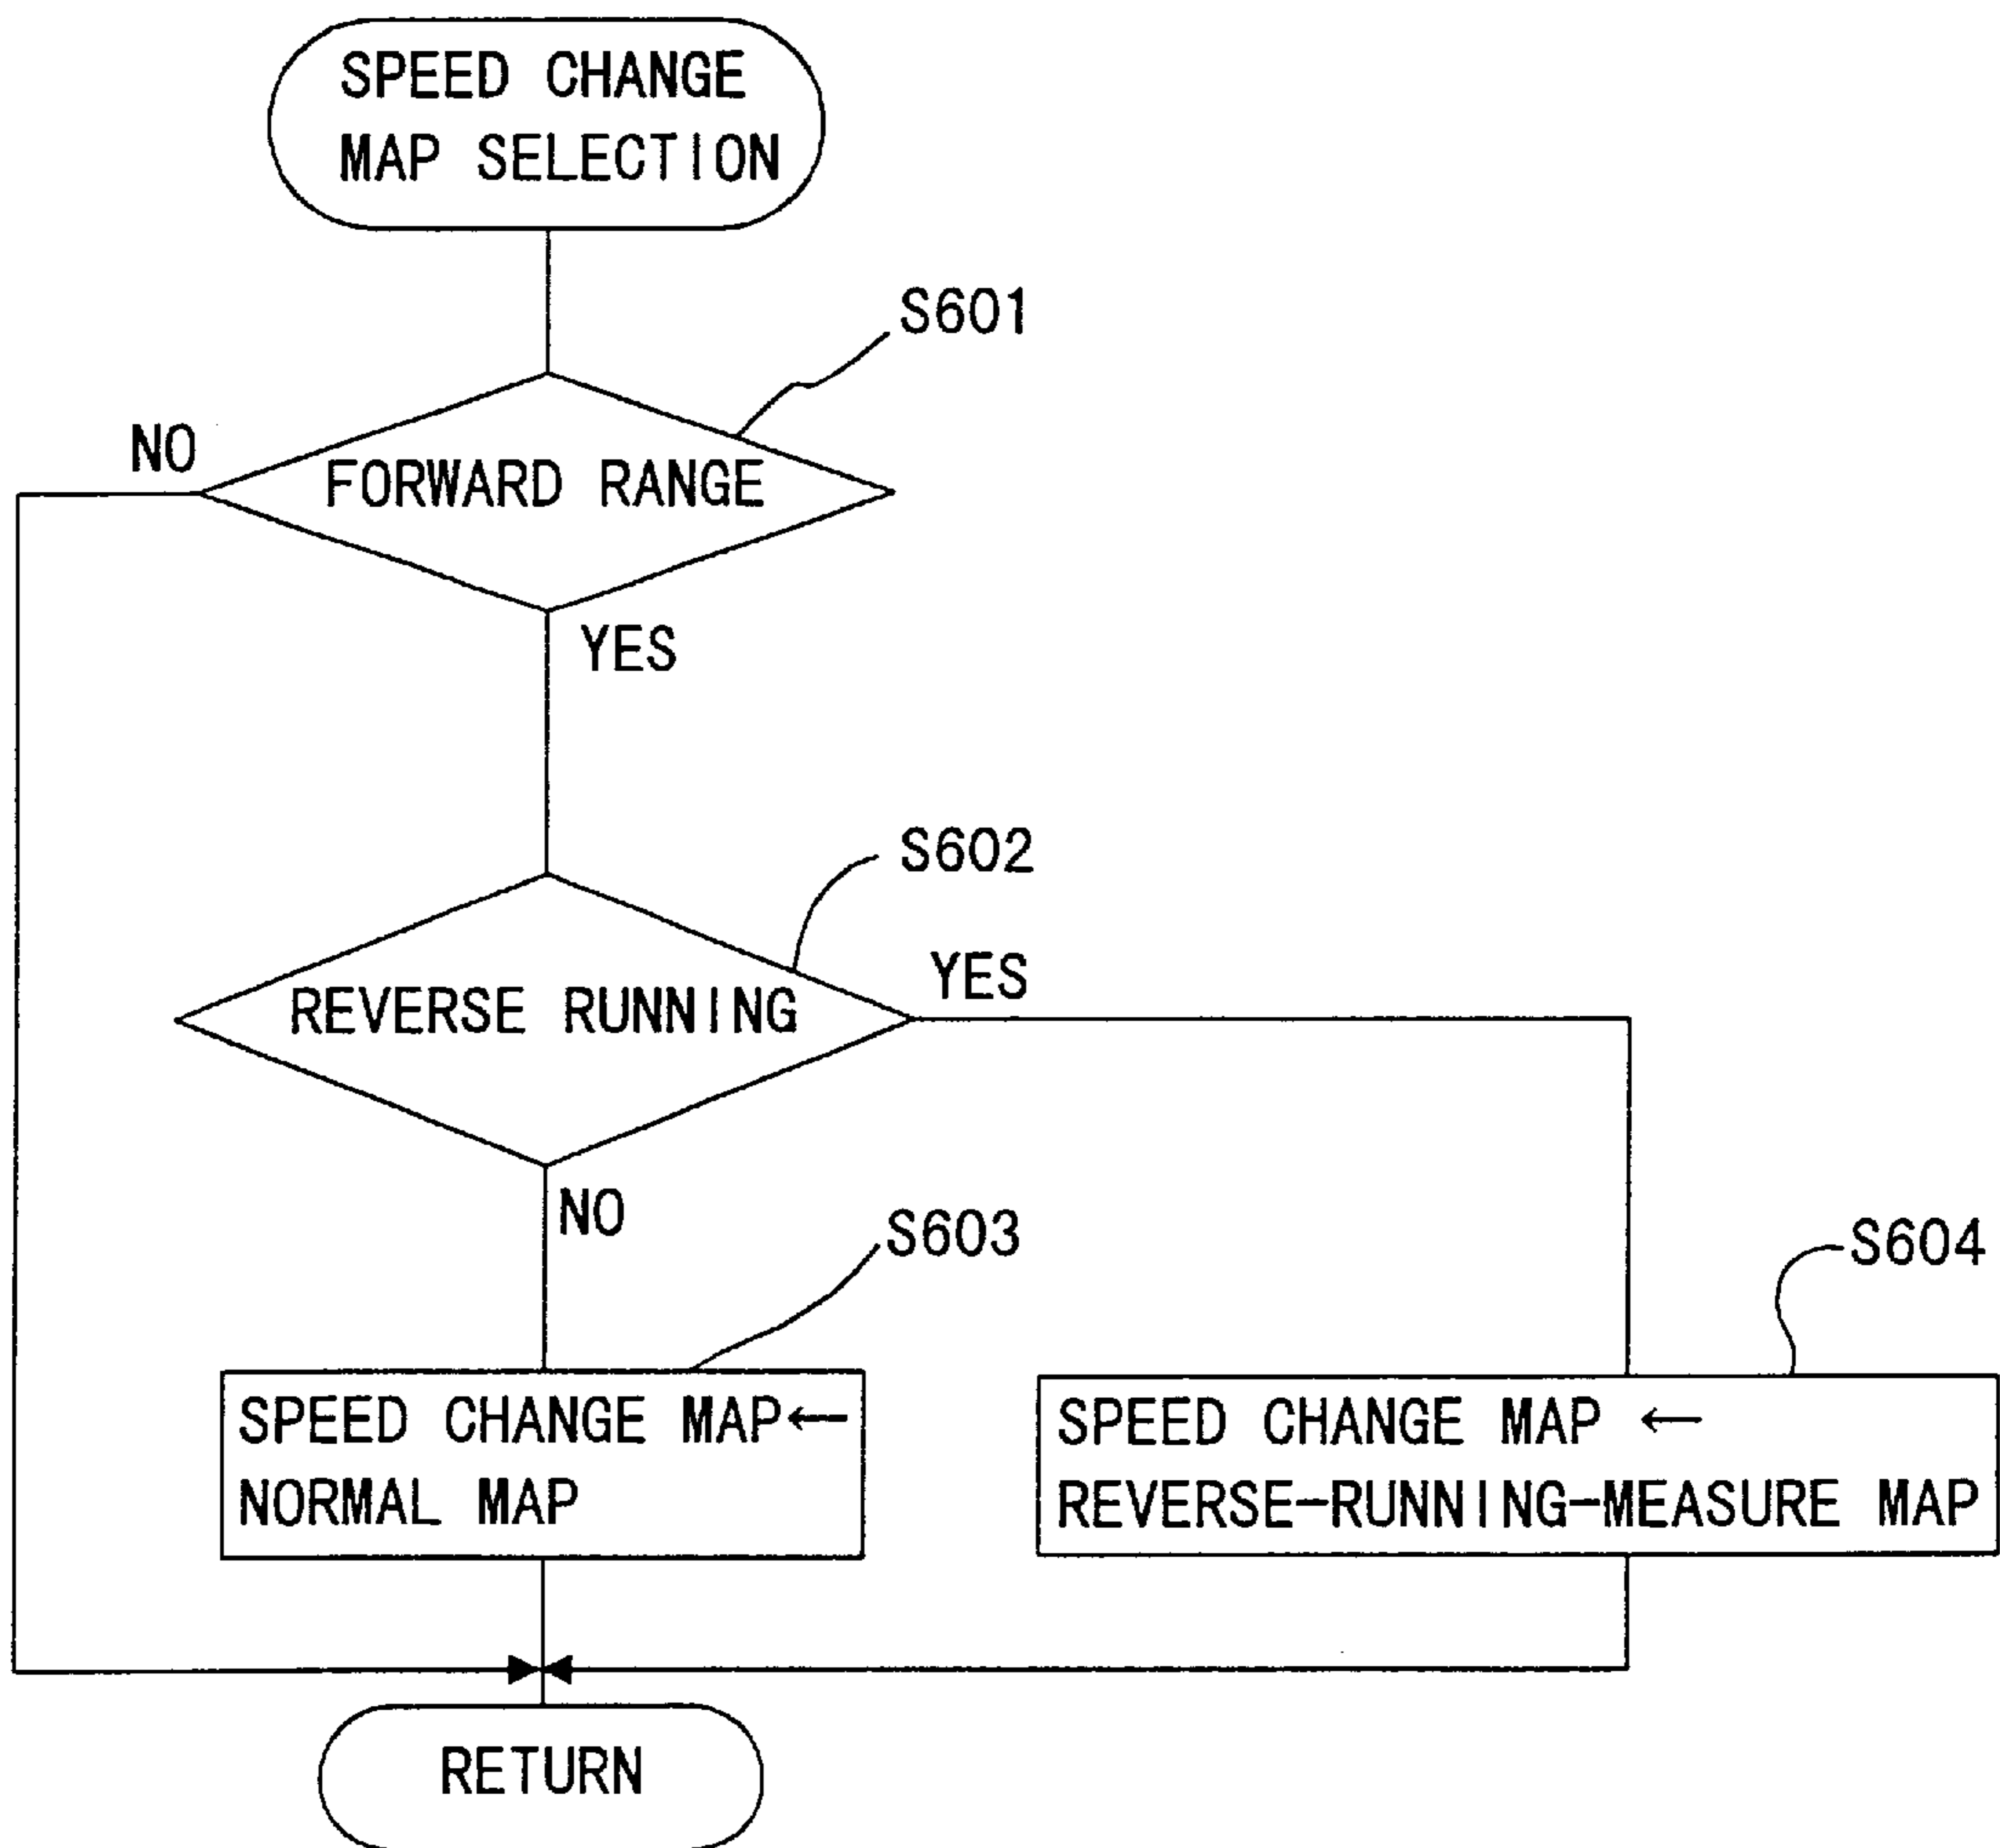 SPEED CHANGE
MAP SELECTION
S601
NO
FORWARD RANGE
YES
S602
YES
REVERSE RUNNING
NO
S603
S604
SPEED CHANGE MAP←
NORMAL MAP
SPEED CHANGE MAP ←
REVERSE-RUNNING-MEASURE MAP
RETURN